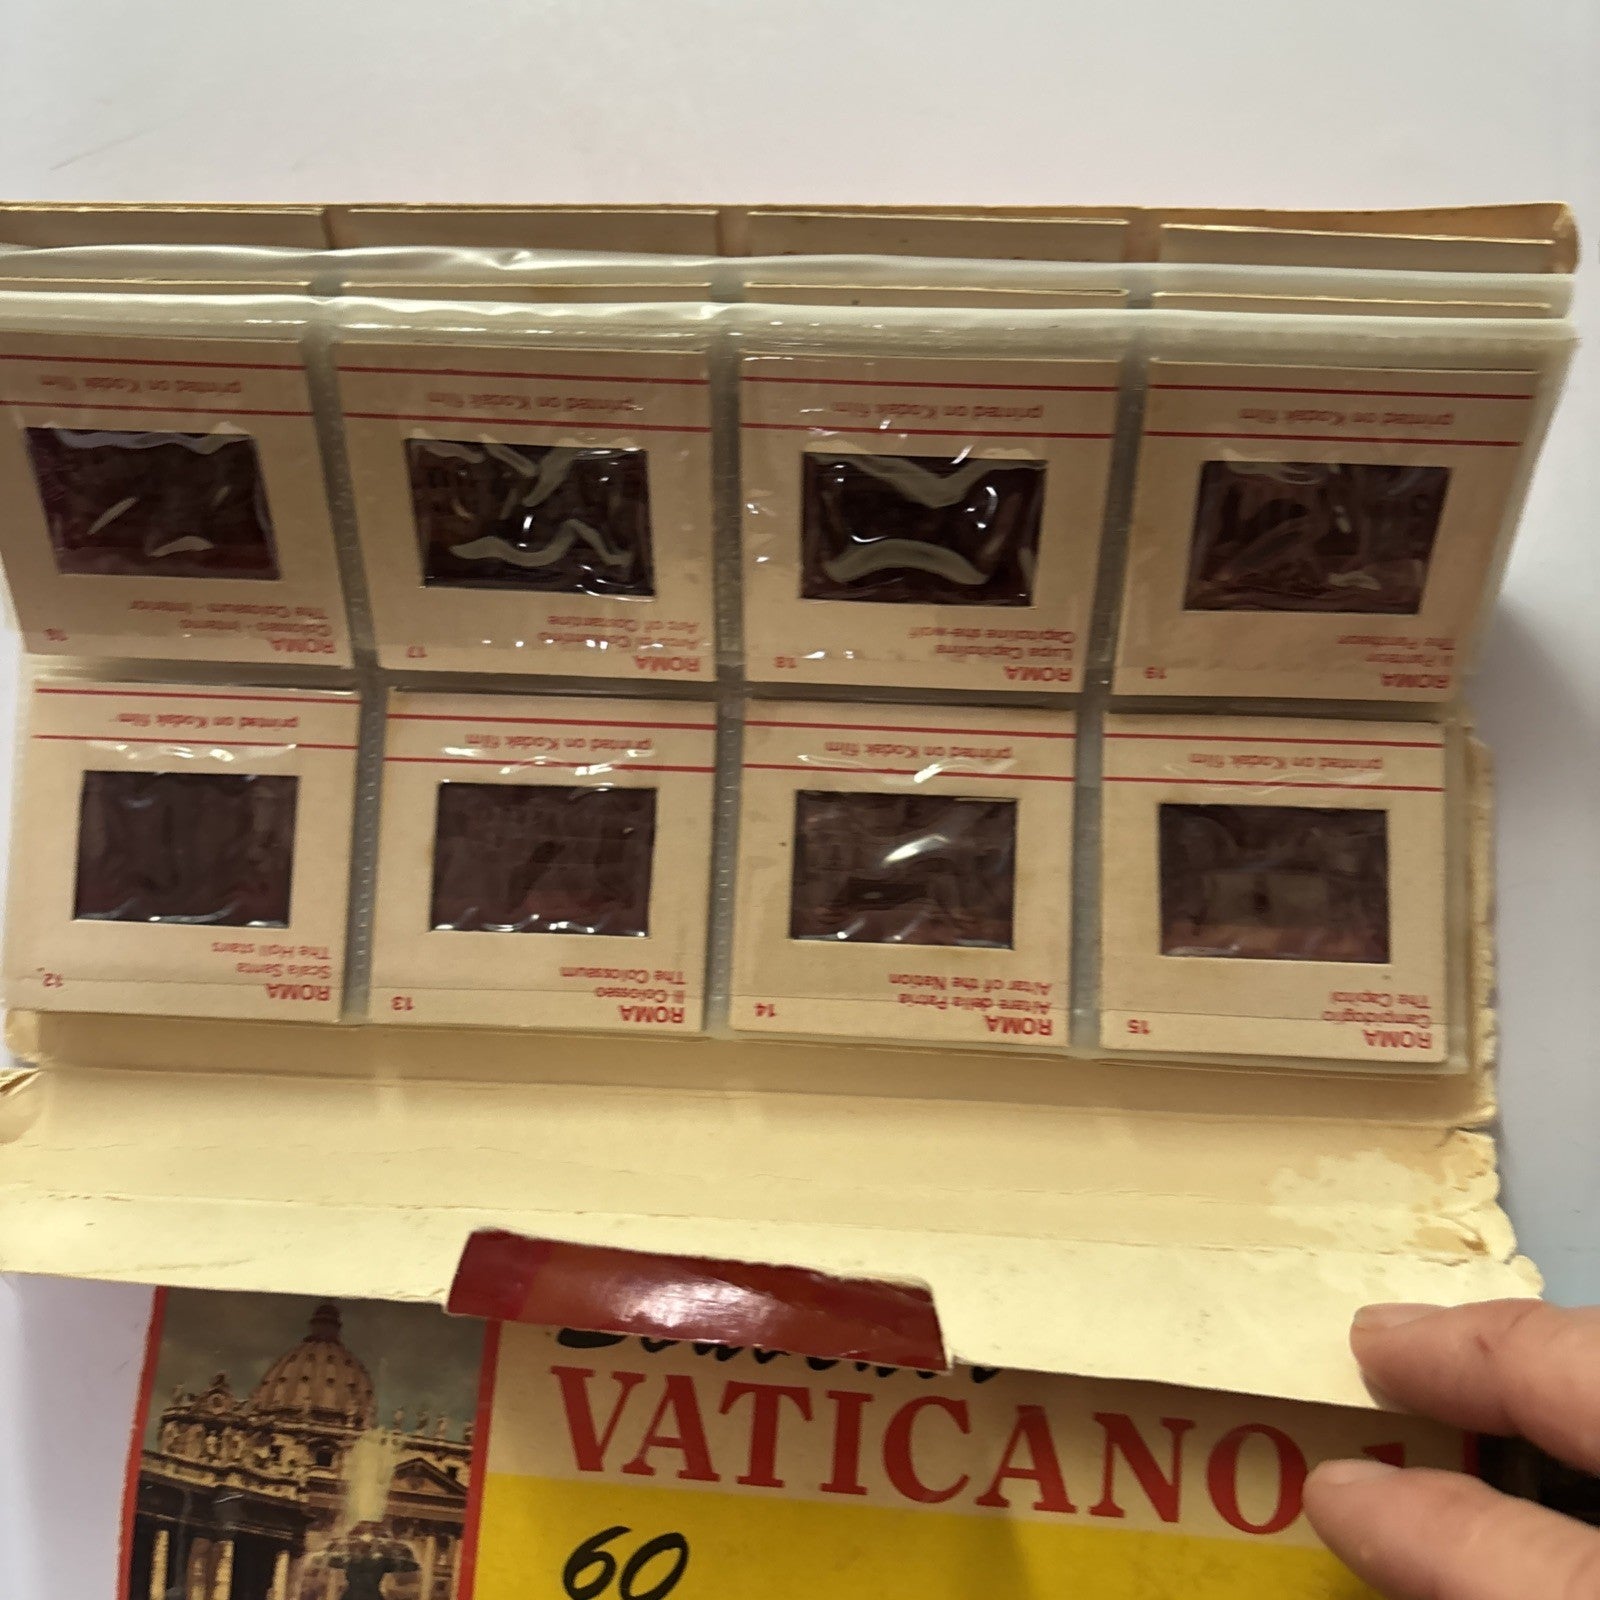 ROMA 16
Colosseo - Interno
The Colosseum - Interior
printed on Kodak film
ROMA 17
Arco di Costantino
Arc of Costantine
printed on Kodak film
ROMA 18
Lupa Capitolina
Capitoline she-wolf
printed on Kodak film
ROMA 19
Il Panteon
The Panteon
printed on Kodak film
ROMA 12
Scala Santa
The Holl stairs
printed on Kodak film
ROMA 13
Il Colosseo
The Colosseum
printed on Kodak film
ROMA 14
Altare della Patria
Altar of the Nation
printed on Kodak film
ROMA 15
Campidoglio
The Capitol
printed on Kodak film
VATICANO
60